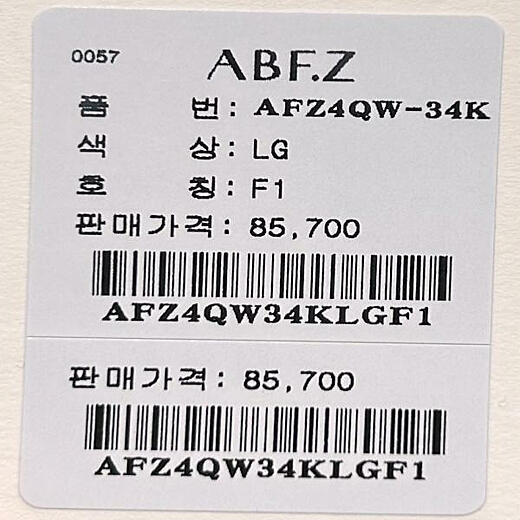 0057 ABF.Z
품 번: AFZ4QW-34K
색 상: LG
호 칭: F1
판매가격: 85,700
AFZ4QW34KLGF1
판매가격: 85,700
AFZ4QW34KLGF1